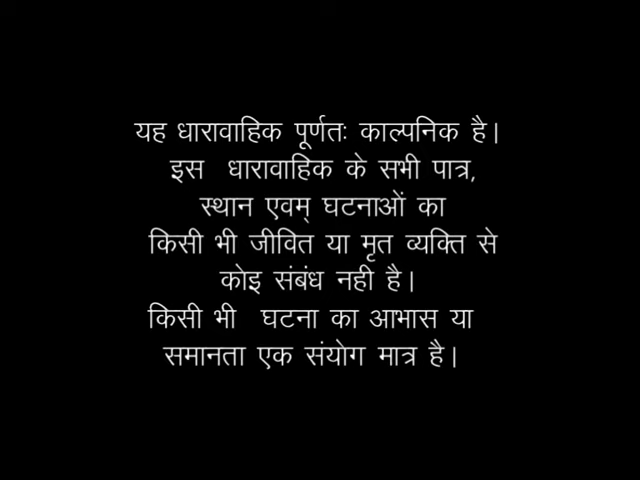 यह धारावाहिक पूर्णतः काल्पनिक है।
इस धारावाहिक के सभी पात्र,
स्थान एवम् घटनाओं का
किसी भी जीवित या मृत व्यक्ति से
कोइ संबंध नही है।
किसी भी घटना का आभास या
समानता एक संयोग मात्र है।